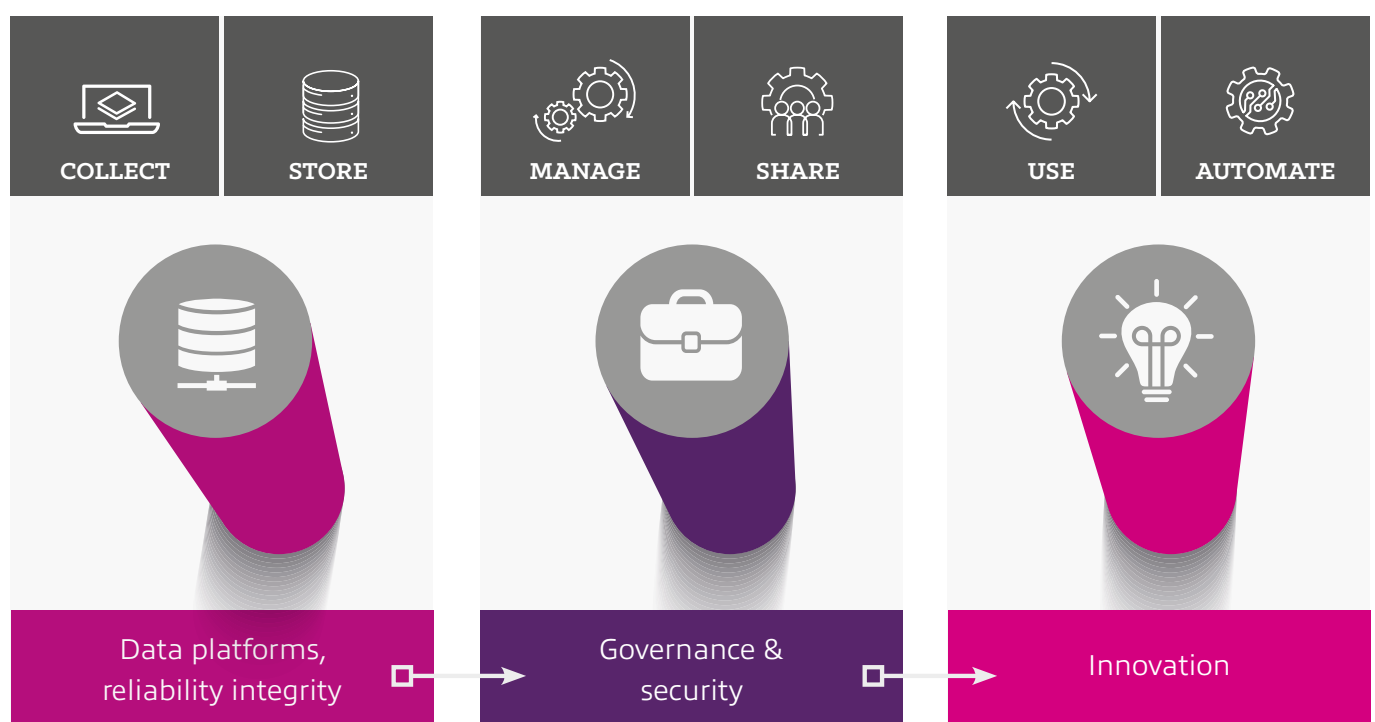 COLLECT
STORE
MANAGE
SHARE
USE
AUTOMATE
Data platforms,
reliability integrity
Governance &
security
Innovation